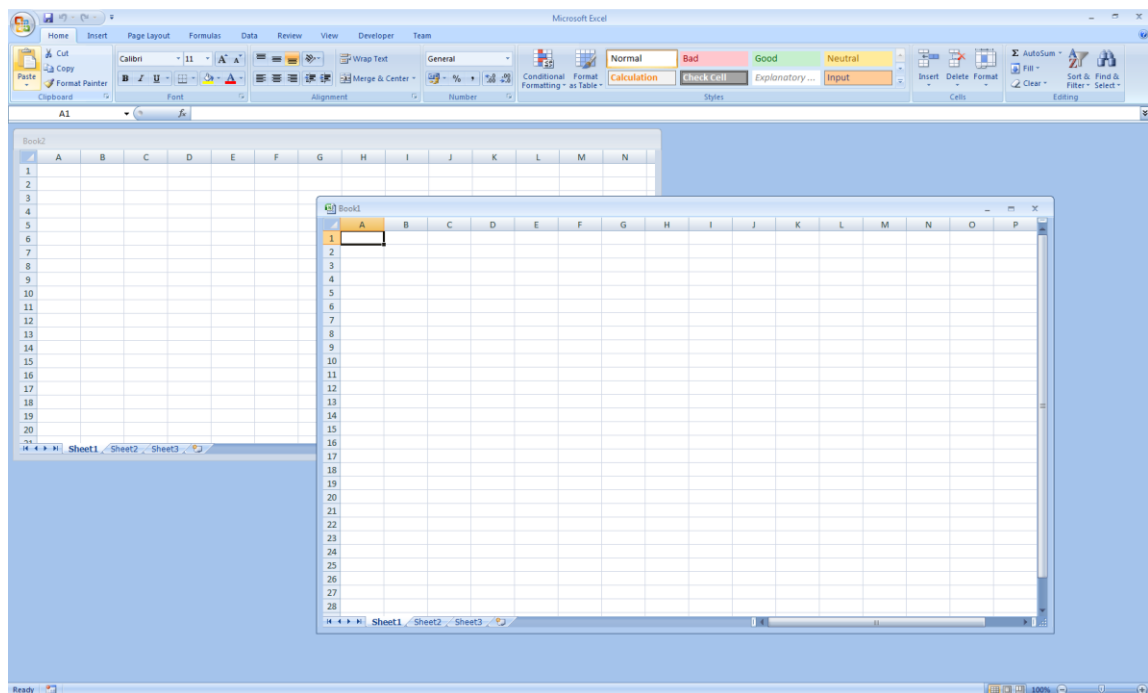 Microsoft Excel
Home Insert Page Layout Formulas Data Review View Developer Team
Paste
Cut
Copy
Format Painter
Clipboard
Calibri 11 A A
B I U A
Font
Wrap Text
Merge & Center
Alignment
General
% ,
Number
Conditional Formatting
Format as Table
Normal Bad Good Neutral
Calculation Check Cell Explanatory ... Input
Styles
Insert Delete Format
Cells
Σ AutoSum
Fill
Clear
Sort & Filter
Find & Select
Editing
A1 fx
Book2
A B C D E F G H I J K L M N
1
2
3
4
5
6
7
8
9
10
11
12
13
14
15
16
17
18
19
20
21
Sheet1 Sheet2 Sheet3
Book1
A B C D E F G H I J K L M N O P
1
2
3
4
5
6
7
8
9
10
11
12
13
14
15
16
17
18
19
20
21
22
23
24
25
26
27
28
Sheet1 Sheet2 Sheet3
Ready 100%